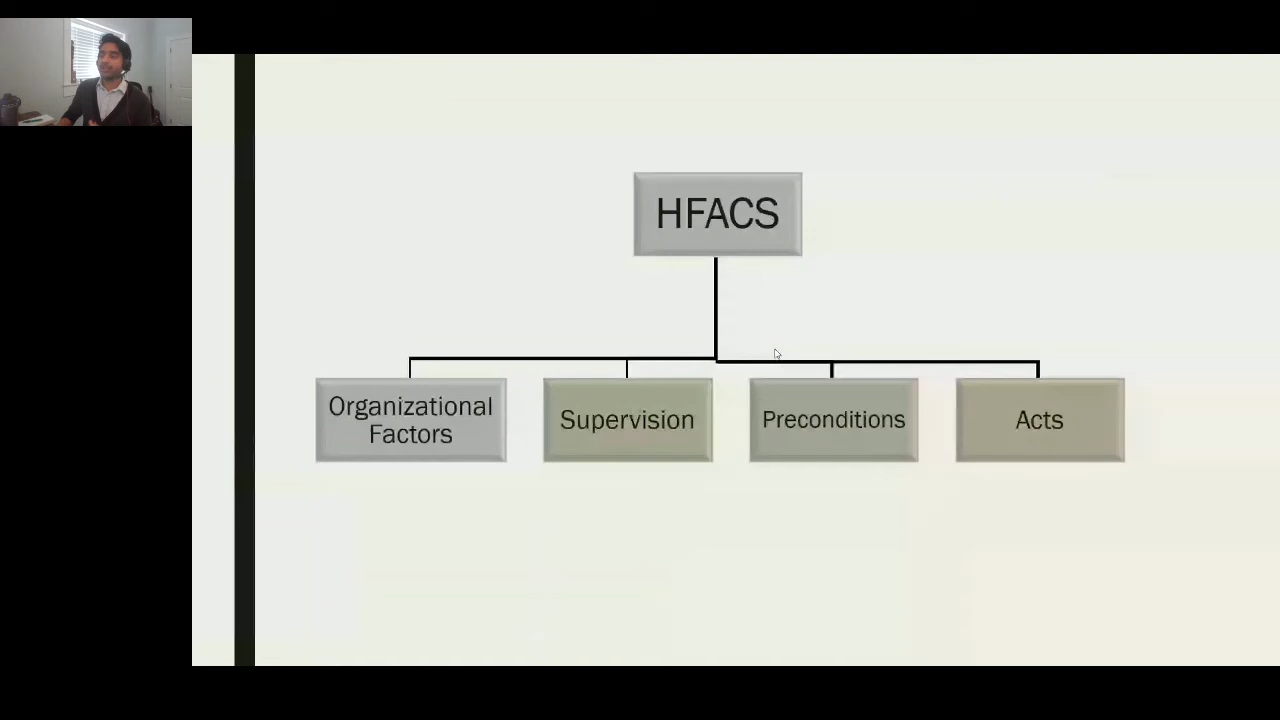 HFACS
Organizational
Factors
Supervision
Preconditions
Acts